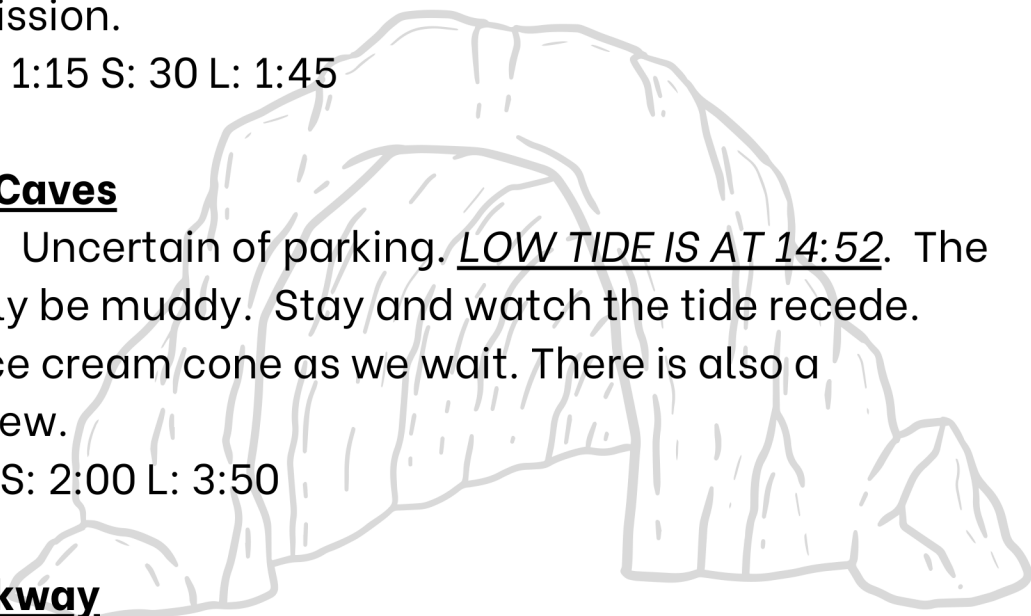 ission.
1:15 S: 30 L: 1:45
Caves
Uncertain of parking. LOW TIDE IS AT 14:52. The
ly be muddy. Stay and watch the tide recede.
ce cream cone as we wait. There is also a
ew.
S: 2:00 L: 3:50
kway